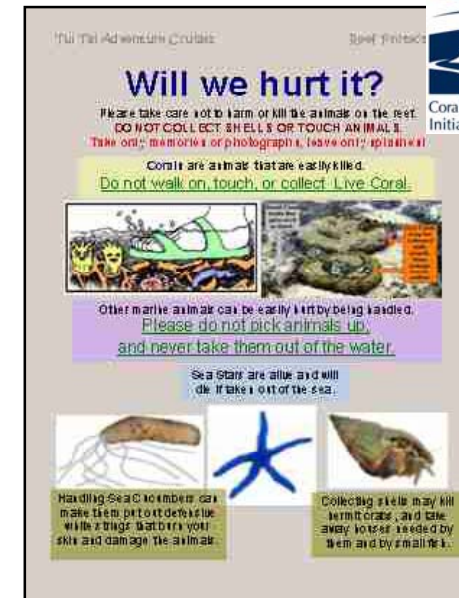 Tui Tai Adventure Cruises
Will we hurt it?
Please take care not to harm or kill the animals on the reef.
DO NOT COLLECT SHELLS OR TOUCH ANIMALS.
Take only memories or photographs, leave only splashes!
Corals are animals that are easily killed.
Do not walk on, touch, or collect Live Coral.
Other marine animals can be easily hurt by being handled.
Please do not pick animals up,
and never take them out of the water.
Sea Stars are alive and will
die if taken out of the sea.
Handling Sea Cucumbers can
make them put out defensive
white strings that burn your
skin and damage the animals.
Collecting shells may kill
hermit crabs, and take
away houses needed by
them and by small fish.
Cora
Initia